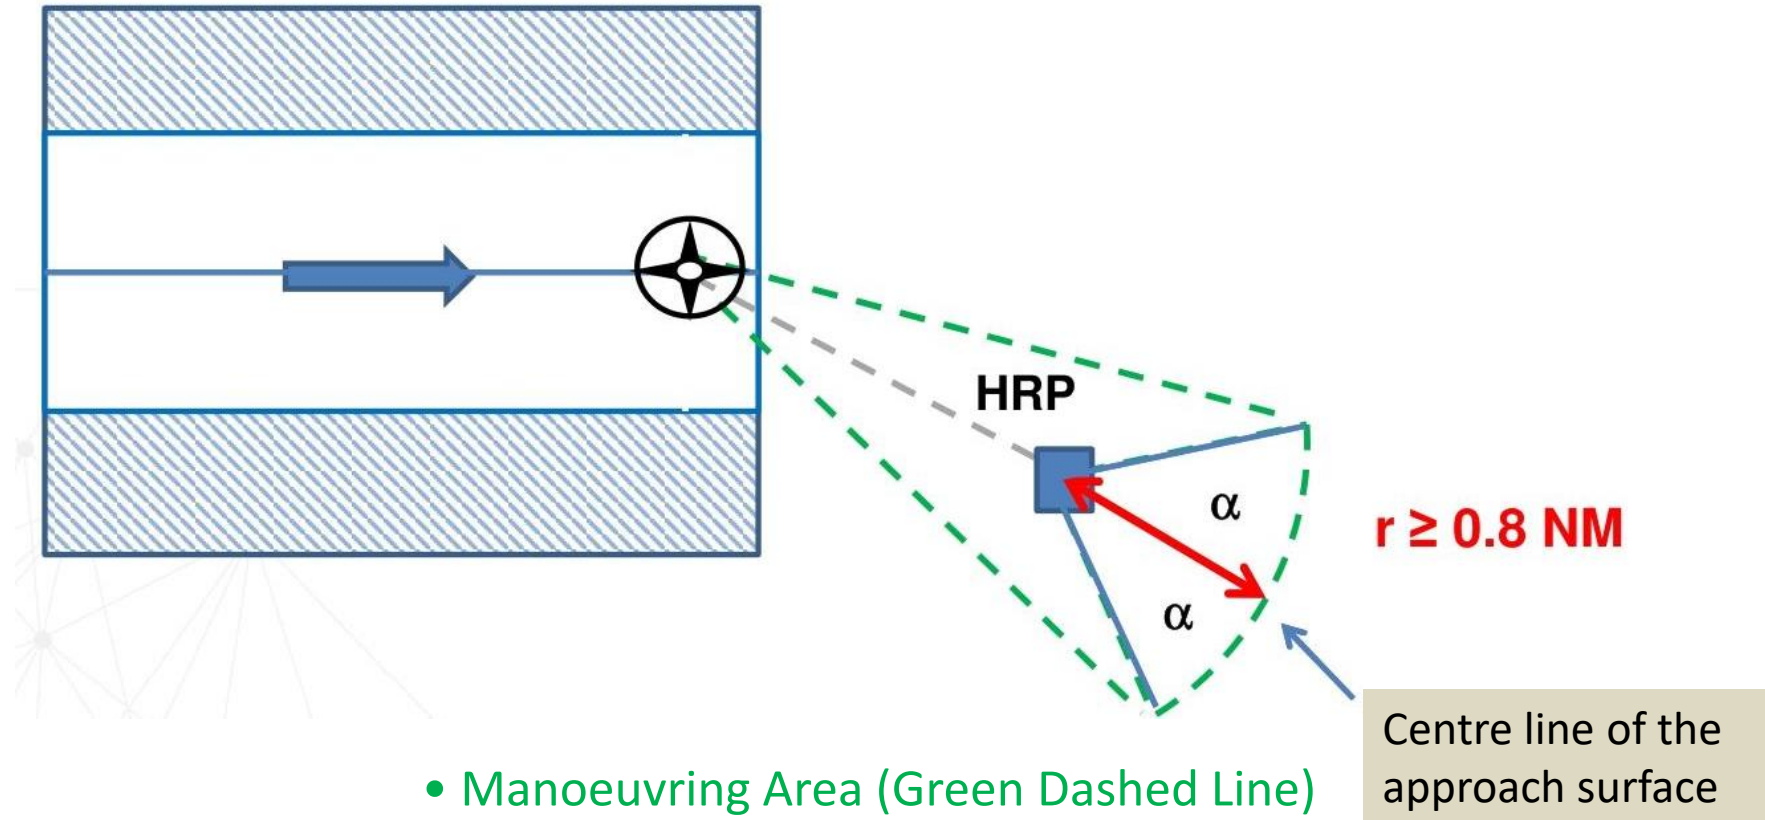 HRP
α
r ≥ 0.8 NM
α
Centre line of the
approach surface
• Manoeuvring Area (Green Dashed Line)